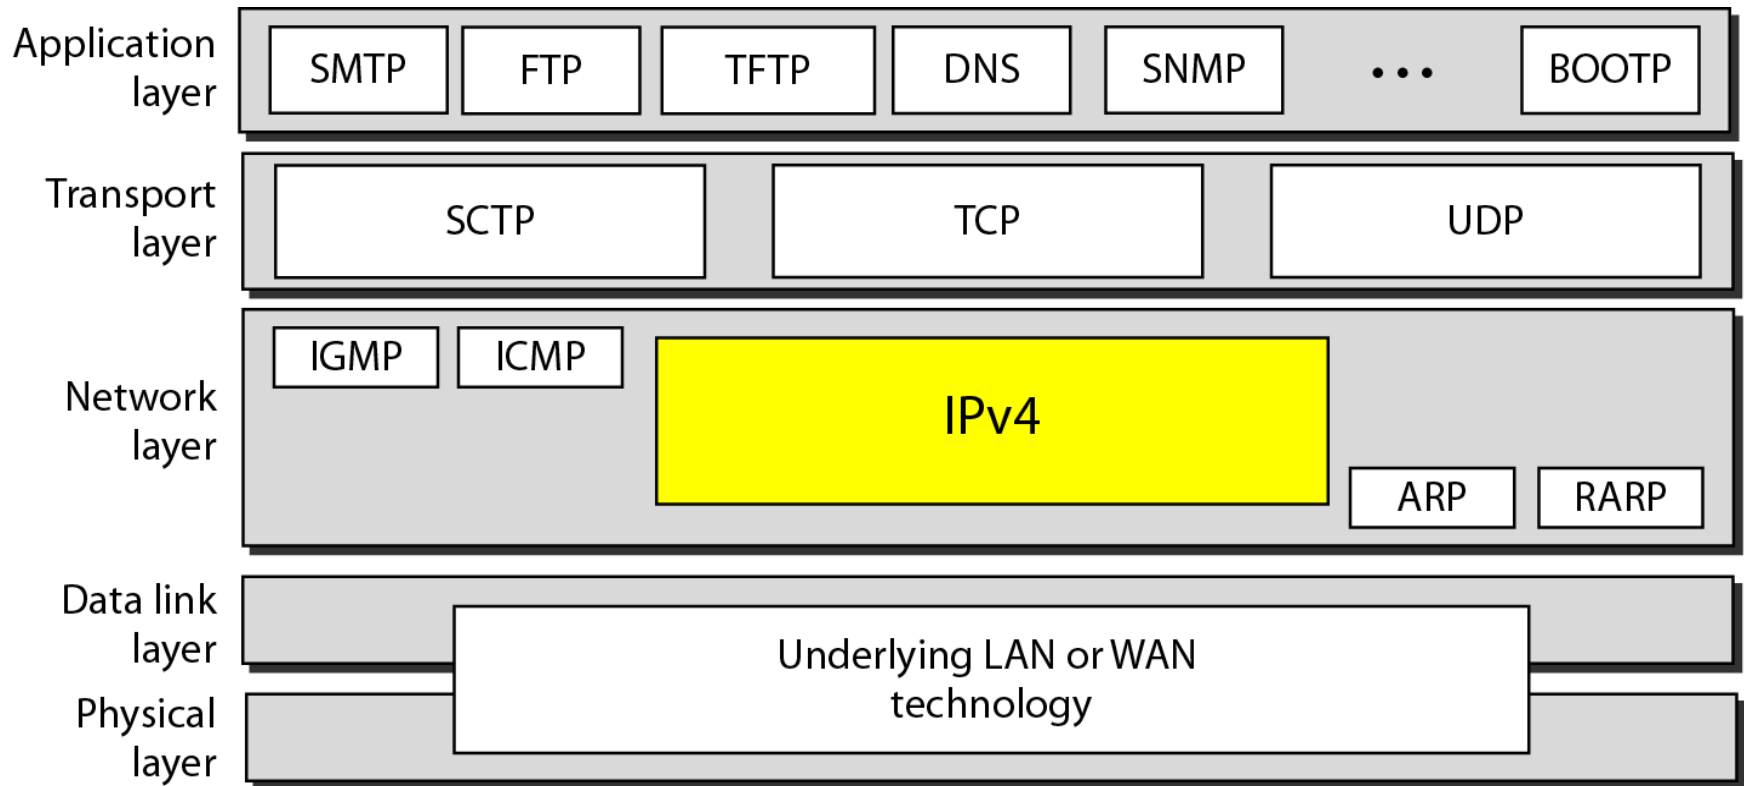 Application
layer
SMTP
FTP
TFTP
DNS
SNMP
...
BOOTP
Transport
layer
SCTP
TCP
UDP
Network
layer
IGMP
ICMP
IPv4
ARP
RARP
Data link
layer
Underlying LAN or WAN
technology
Physical
layer